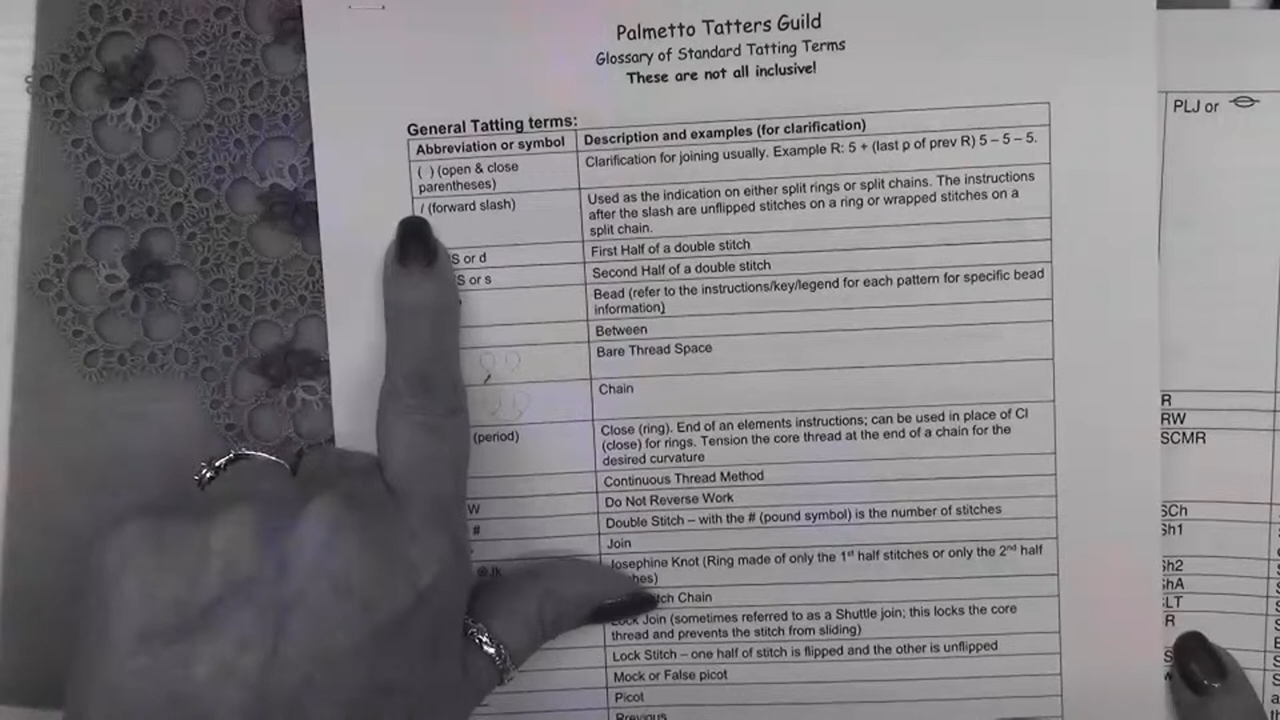 Palmetto Tatters Guild
Glossary of Standard Tatting Terms
These are not all inclusive!
General Tatting terms:
Abbreviation or symbol
Description and examples (for clarification)
( ) (open & close
parentheses)
Clarification for joining usually. Example R: 5 + (last p of prev R) 5 – 5 – 5.
/ (forward slash)
Used as the indication on either split rings or split chains. The instructions
after the slash are unflipped stitches on a ring or wrapped stitches on a
split chain.
S or d
First Half of a double stitch
S or s
Second Half of a double stitch
Bead (refer to the instructions/key/legend for each pattern for specific bead
information)
Between
Bare Thread Space
Chain
(period)
Close (ring). End of an elements instructions; can be used in place of Cl
(close) for rings. Tension the core thread at the end of a chain for the
desired curvature
Continuous Thread Method
W
Do Not Reverse Work
#
Double Stitch – with the # (pound symbol) is the number of stitches
Join
Josephine Knot (Ring made of only the 1st half stitches or only the 2nd half
Chain
Lock Join (sometimes referred to as a Shuttle join; this locks the core
thread and prevents the stitch from sliding)
Lock Stitch – one half of stitch is flipped and the other is unflipped
Mock or False picot
Picot
Previous
PLJ or
R
RW
SCMR
SCh
Sh1
Sh2
ShA
SLT
R